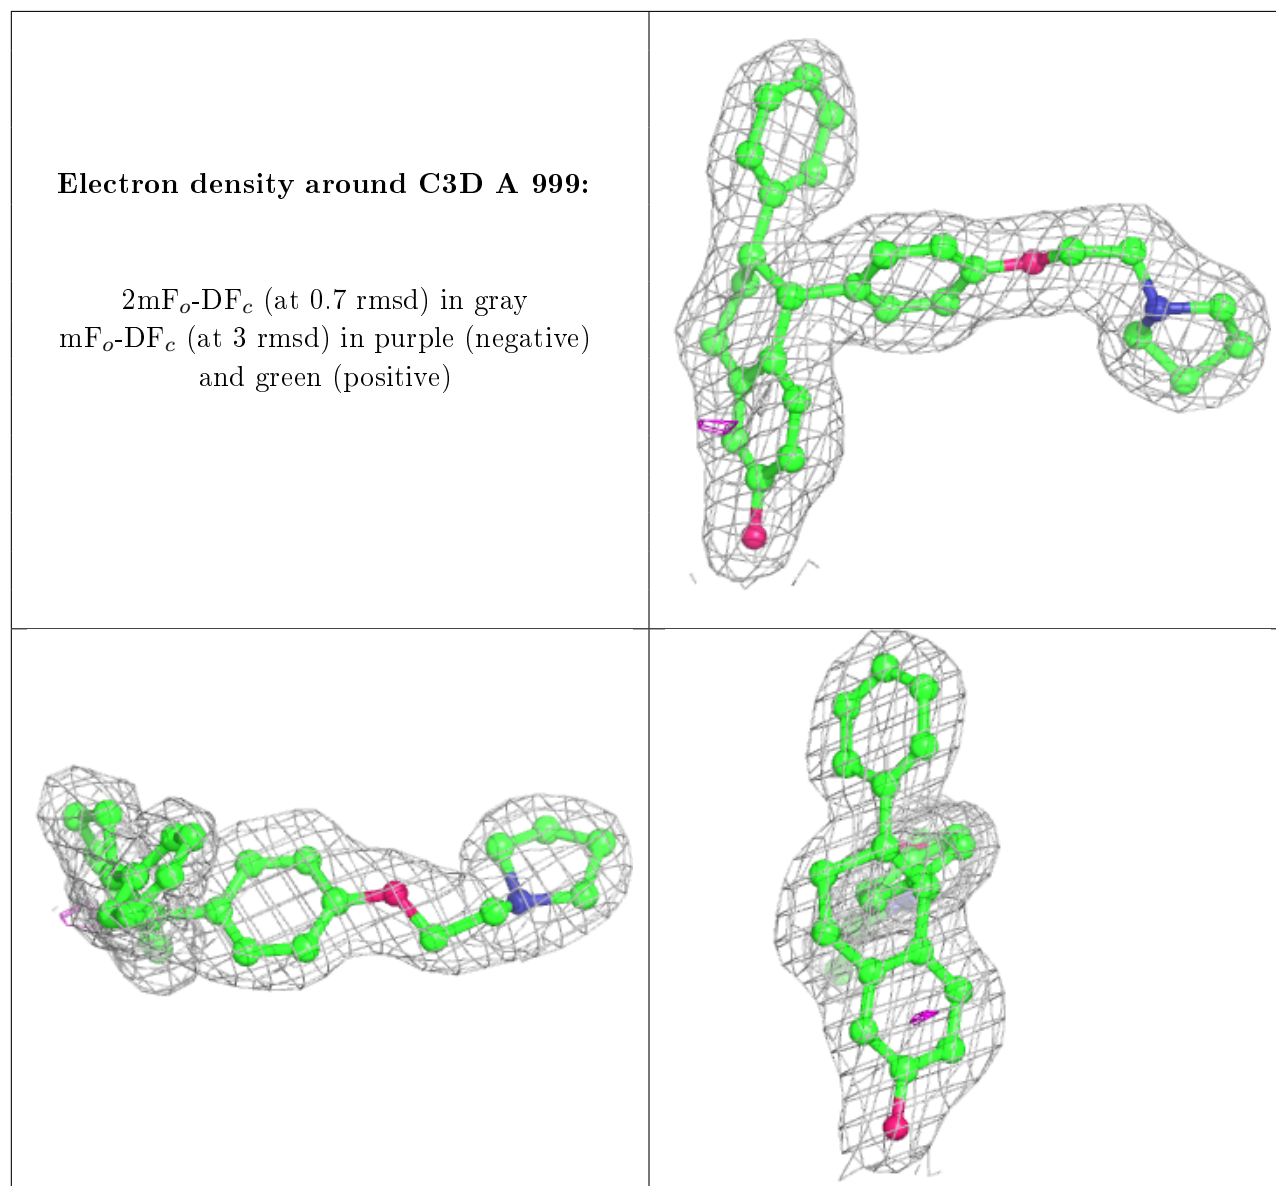 Electron density around C3D A 999:
2mFo-DFc (at 0.7 rmsd) in gray
mFo-DFc (at 3 rmsd) in purple (negative)
and green (positive)